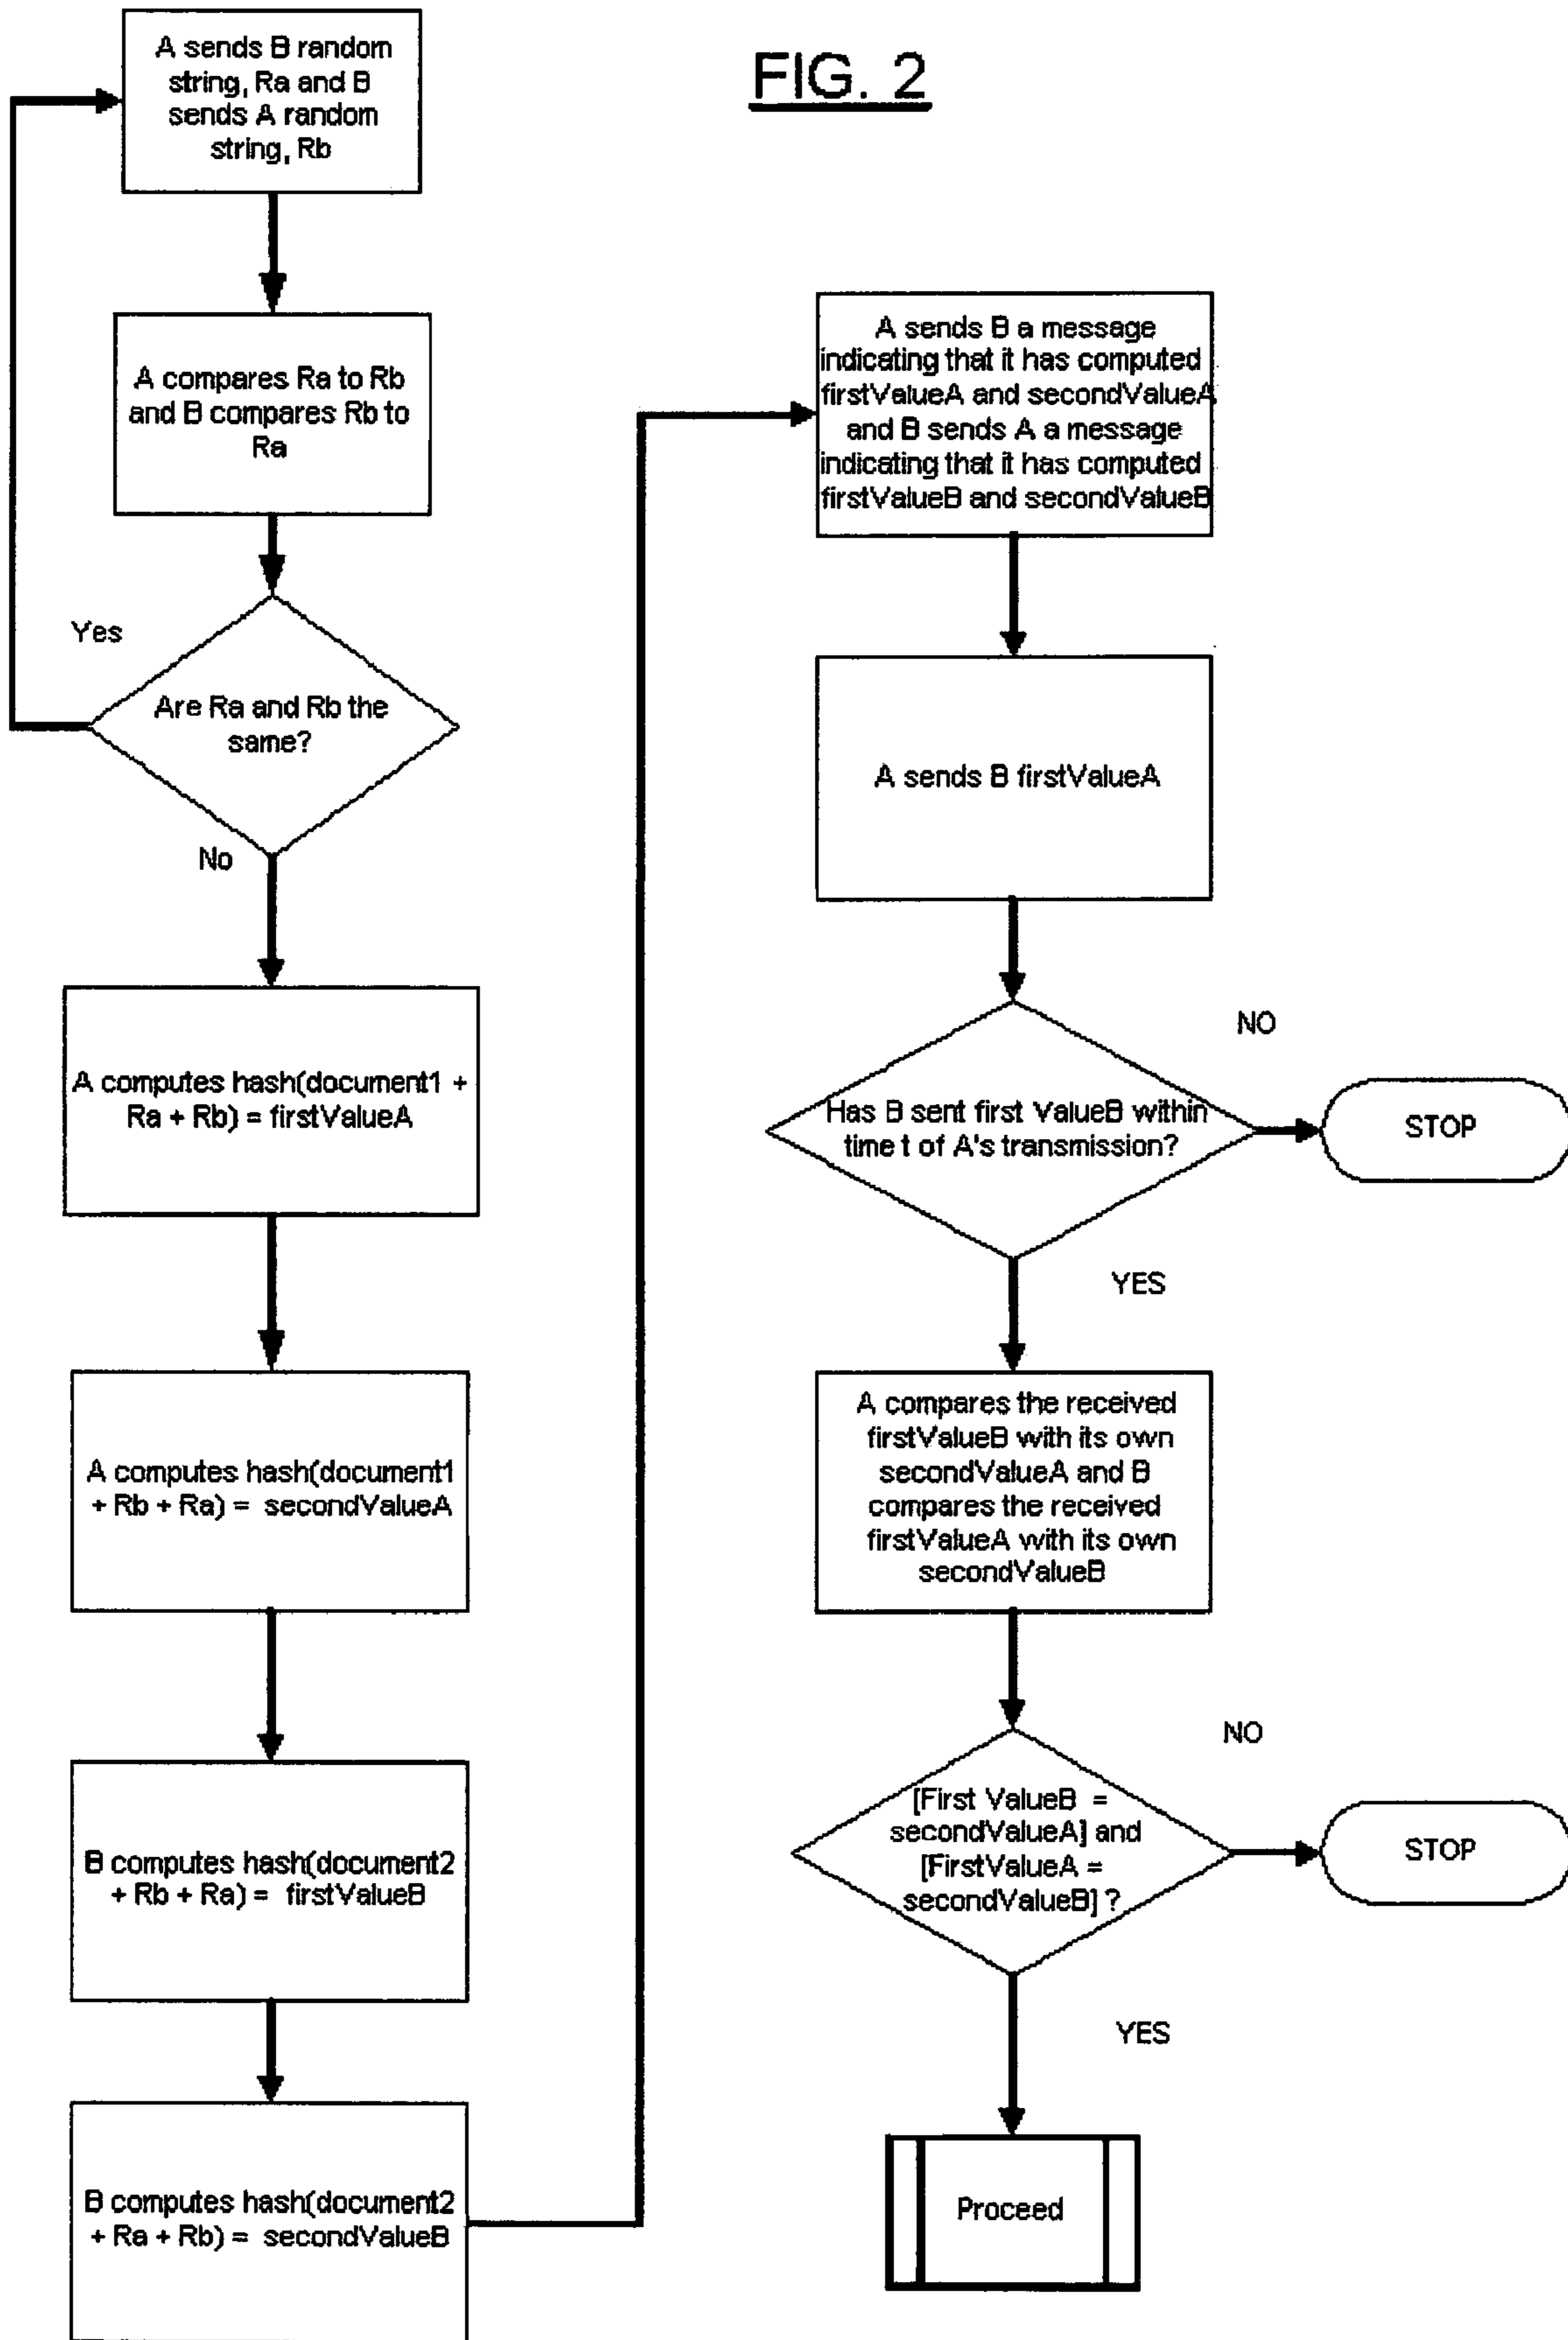 FIG. 2
A sends B random
string, Ra and B
sends A random
string, Rb
A compares Ra to Rb
and B compares Rb to
Ra
Yes
Are Ra and Rb the
same?
No
A computes hash(document1 +
Ra + Rb) = firstValueA
A computes hash(document1
+ Rb + Ra) = secondValueA
B computes hash(document2
+ Rb + Ra) = firstValueB
B computes hash(document2
+ Ra + Rb) = secondValueB
A sends B a message
indicating that it has computed
firstValueA and secondValueA
and B sends A a message
indicating that it has computed
firstValueB and secondValueB
A sends B firstValueA
NO
Has B sent first ValueB within
time t of A's transmission?
STOP
YES
A compares the received
firstValueB with its own
secondValueA and B
compares the received
firstValueA with its own
secondValueB
NO
[First ValueB =
secondValueA] and
[FirstValueA =
secondValueB] ?
STOP
YES
Proceed